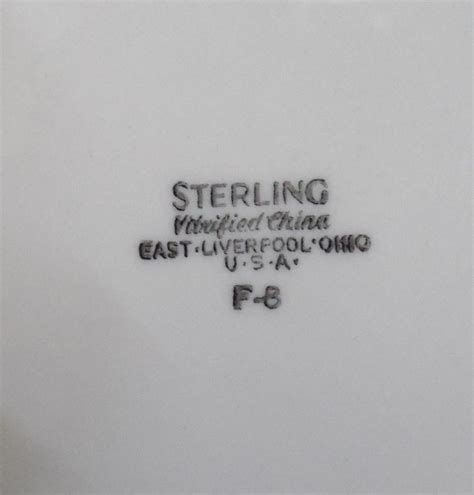 STERLING
Vitrified China
EAST·LIVERPOOL·OHIO
U·S·A·
F-8